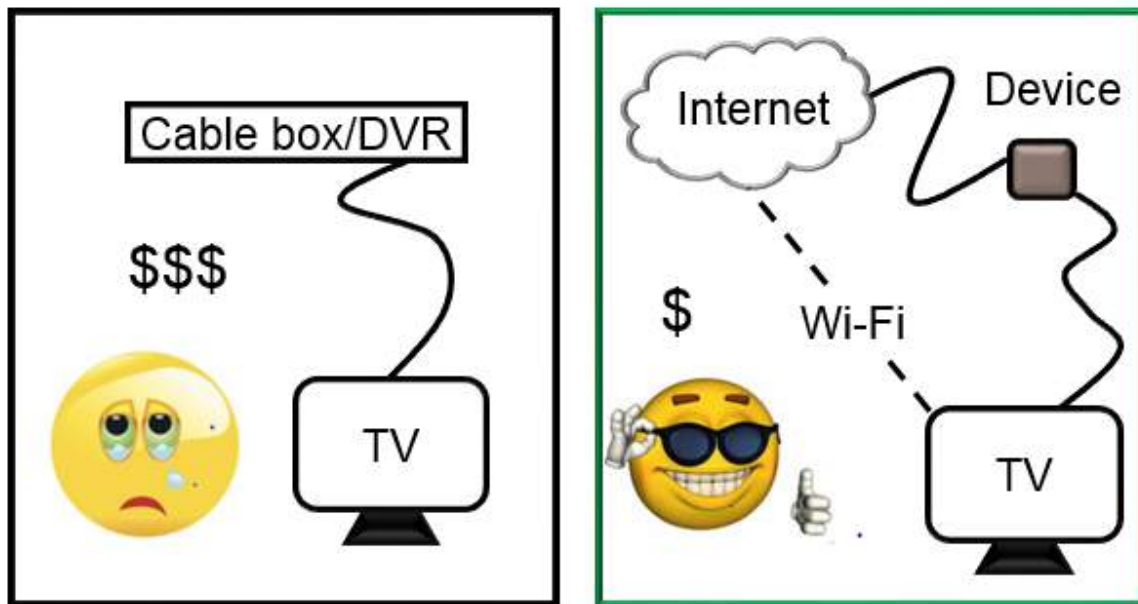 Cable box/DVR
$$$
TV
Internet
Device
$
Wi-Fi
TV